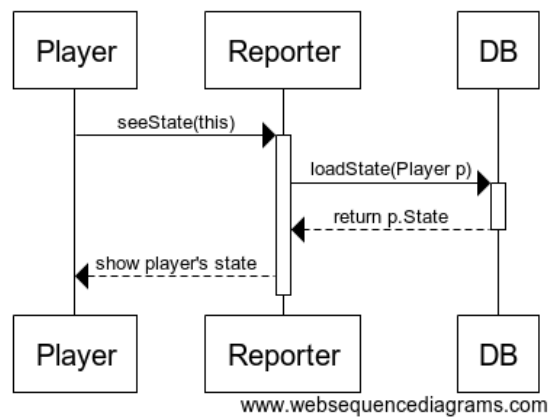 Player Reporter DB
seeState(this)
loadState(Player p)
return p.State
show player's state
Player Reporter DB
www.websequencediagrams.com